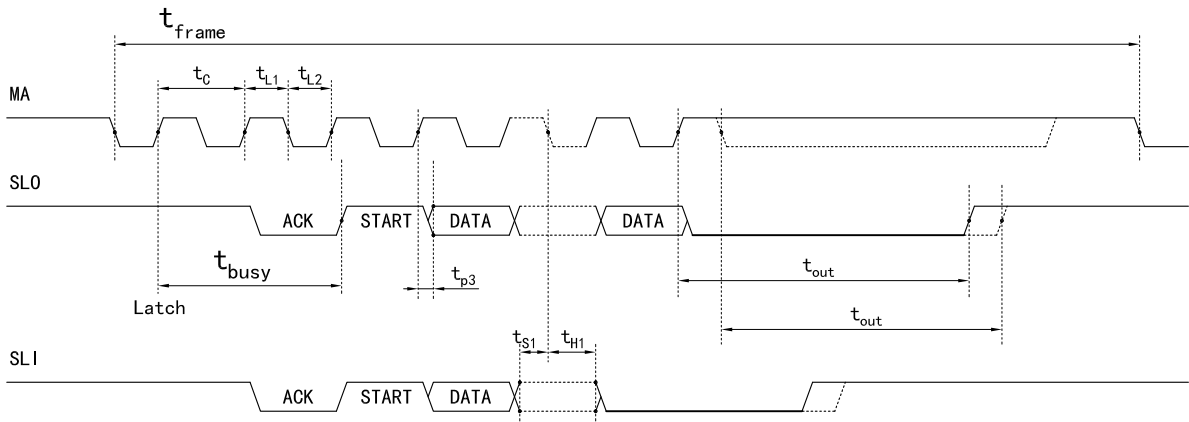 t_frame
t_C t_L1 t_L2
MA
SLO
ACK START DATA DATA
t_busy t_p3 t_out
Latch
t_out
t_S1 t_H1
SLI
ACK START DATA